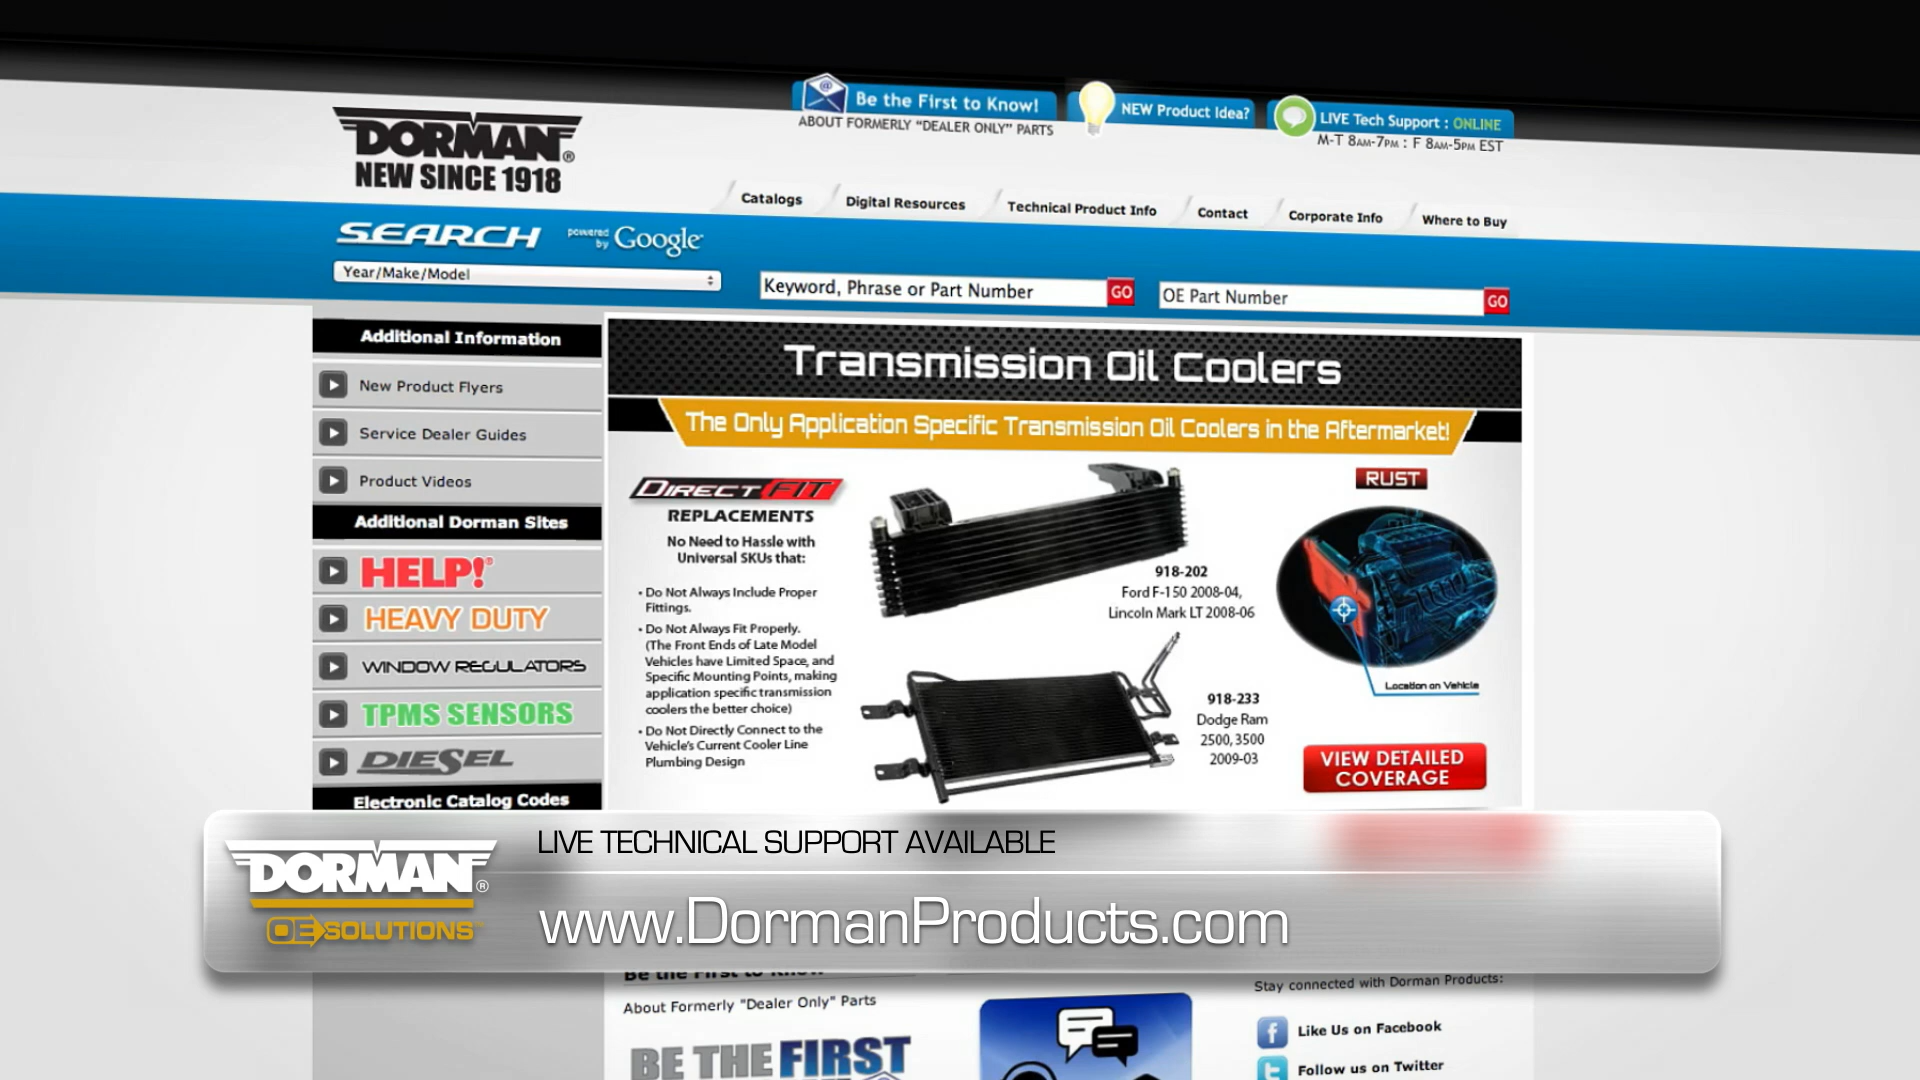 Be the First to Know!
ABOUT FORMERLY “DEALER ONLY” PARTS
NEW Product Idea?
LIVE Tech Support : ONLINE
M-T 8AM-7PM : F 8AM-5PM EST
DORMAN®
NEW SINCE 1918
Catalogs
Digital Resources
Technical Product Info
Contact
Corporate Info
Where to Buy
SEARCH
powered by Google
Year/Make/Model
Keyword, Phrase or Part Number
GO
OE Part Number
GO
Additional Information
New Product Flyers
Service Dealer Guides
Product Videos
Additional Dorman Sites
HELP!®
HEAVY DUTY
WINDOW REGULATORS
TPMS SENSORS
DIESEL
Electronic Catalog Codes
Transmission Oil Coolers
The Only Application Specific Transmission Oil Coolers in the Aftermarket!
DIRECT FIT
REPLACEMENTS
No Need to Hassle with
Universal SKUs that:
• Do Not Always Include Proper
Fittings.
• Do Not Always Fit Properly.
(The Front Ends of Late Model
Vehicles have Limited Space, and
Specific Mounting Points, making
application specific transmission
coolers the better choice)
• Do Not Directly Connect to the
Vehicle's Current Cooler Line
Plumbing Design
918-202
Ford F-150 2008-04,
Lincoln Mark LT 2008-06
918-233
Dodge Ram
2500, 3500
2009-03
RUST
Location on Vehicle
VIEW DETAILED
COVERAGE
DORMAN®
OE SOLUTIONS™
LIVE TECHNICAL SUPPORT AVAILABLE
www.DormanProducts.com
Be the First to Know
About Formerly "Dealer Only" Parts
BE THE FIRST
Stay connected with Dorman Products:
Like Us on Facebook
Follow us on Twitter